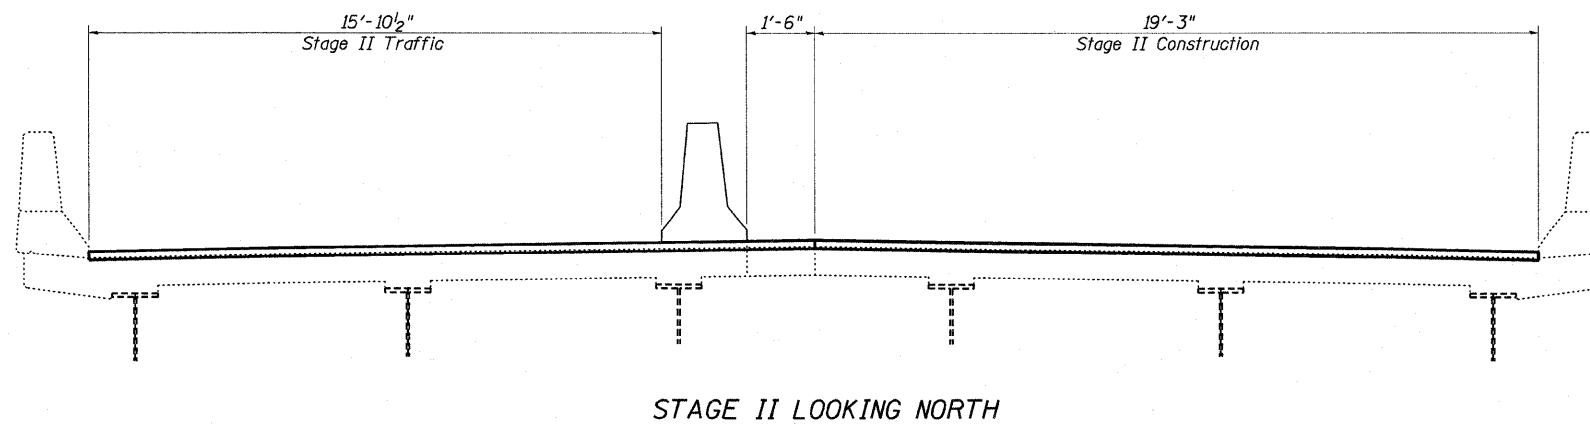 15'-10½" 1'-6" 19'-3"
Stage II Traffic Stage II Construction
STAGE II LOOKING NORTH